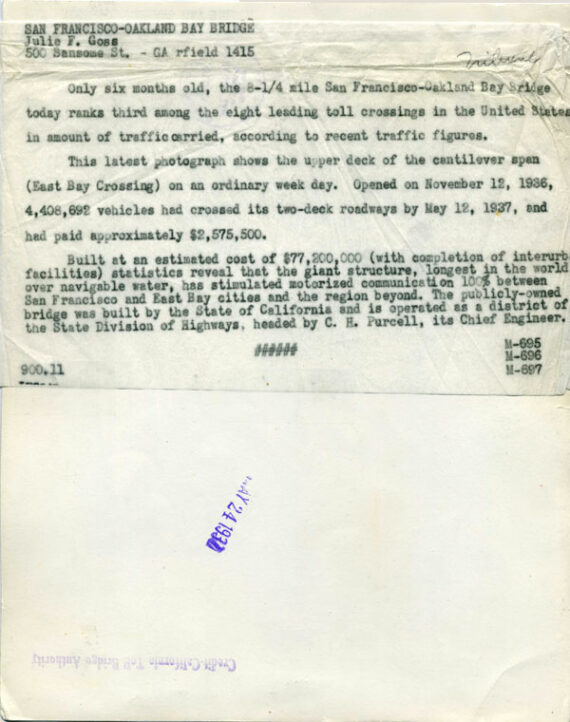 SAN FRANCISCO-OAKLAND BAY BRIDGE
Julie F. Goss
500 Sansome St. - GA rfield 1415
Only six months old, the 8-1/4 mile San Francisco-Oakland Bay Bridge
today ranks third among the eight leading toll crossings in the United States
in amount of traffic carried, according to recent traffic figures.
This latest photograph shows the upper deck of the cantilever span
(East Bay Crossing) on an ordinary week day. Opened on November 12, 1936,
4,408,692 vehicles had crossed its two-deck roadways by May 12, 1937, and
had paid approximately $2,575,500.
Built at an estimated cost of $77,200,000 (with completion of interurb
facilities) statistics reveal that the giant structure, longest in the world
over navigable water, has stimulated motorized communication 100% between
San Francisco and East Bay cities and the region beyond. The publicly-owned
bridge was built by the State of California and is operated as a district of
the State Division of Highways, headed by C. H. Purcell, its Chief Engineer.
######
M-695
M-696
900.11 M-697
MAY 24 1937
Credit-California Toll Bridge Authority